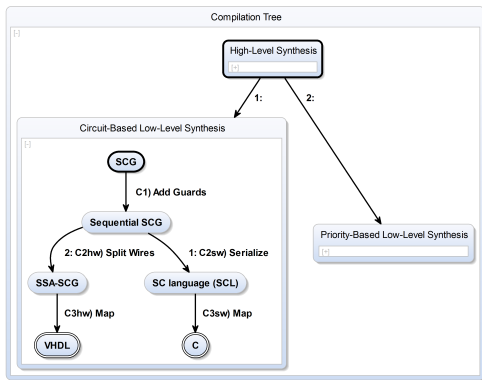 Compilation Tree
[-]
High-Level Synthesis
[+]
1:
2:
Circuit-Based Low-Level Synthesis
[-]
SCG
C1) Add Guards
Sequential SCG
Priority-Based Low-Level Synthesis
[+]
2: C2hw) Split Wires
1: C2sw) Serialize
SSA-SCG
SC language (SCL)
C3hw) Map
C3sw) Map
VHDL
C